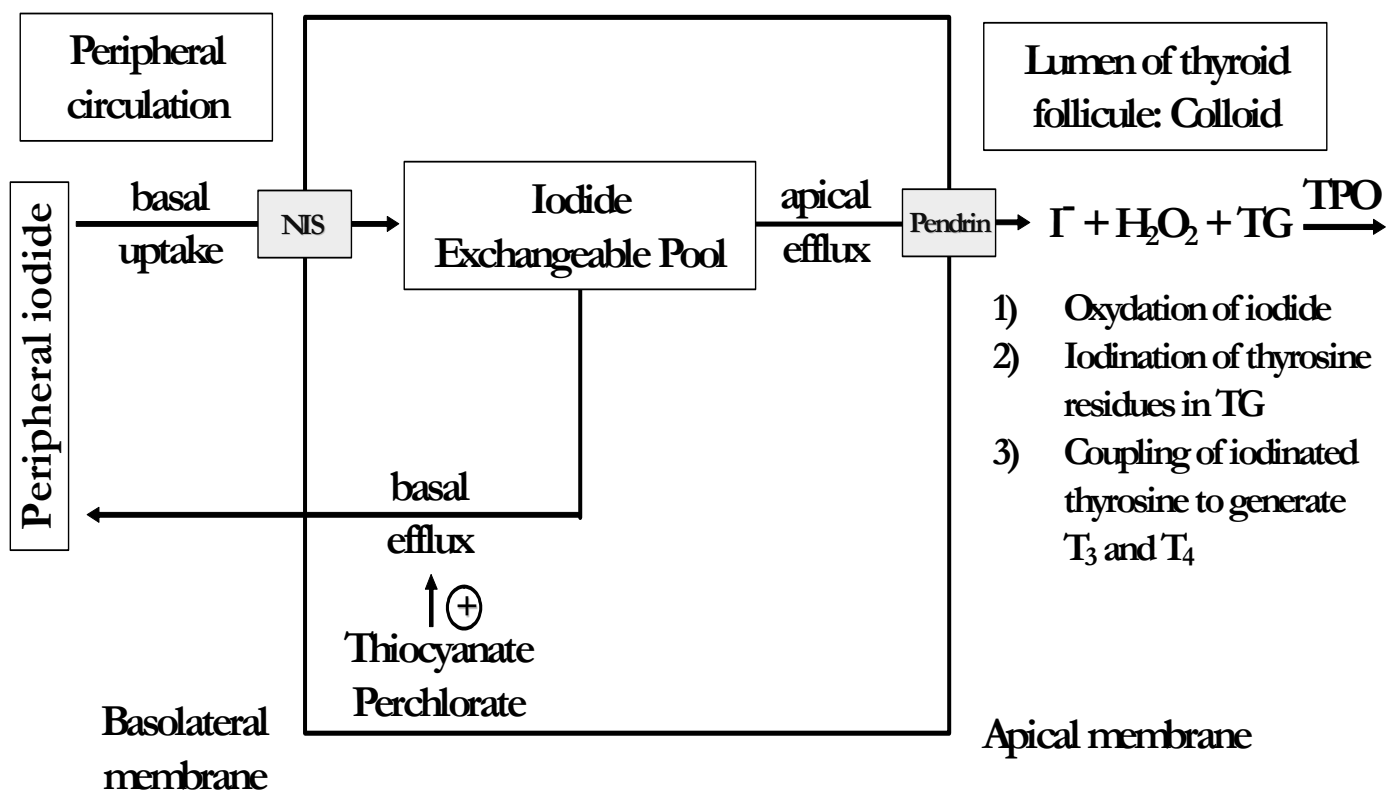 Peripheral
circulation
Lumen of thyroid
follicule: Colloid
Peripheral iodide
basal
uptake
NIS
Iodide
Exchangeable Pool
apical
efflux
Pendrin
I⁻ + H₂O₂ + TG
TPO
1) Oxydation of iodide
2) Iodination of thyrosine
residues in TG
3) Coupling of iodinated
thyrosine to generate
T₃ and T₄
basal
efflux
+
Thiocyanate
Perchlorate
Basolateral
membrane
Apical membrane